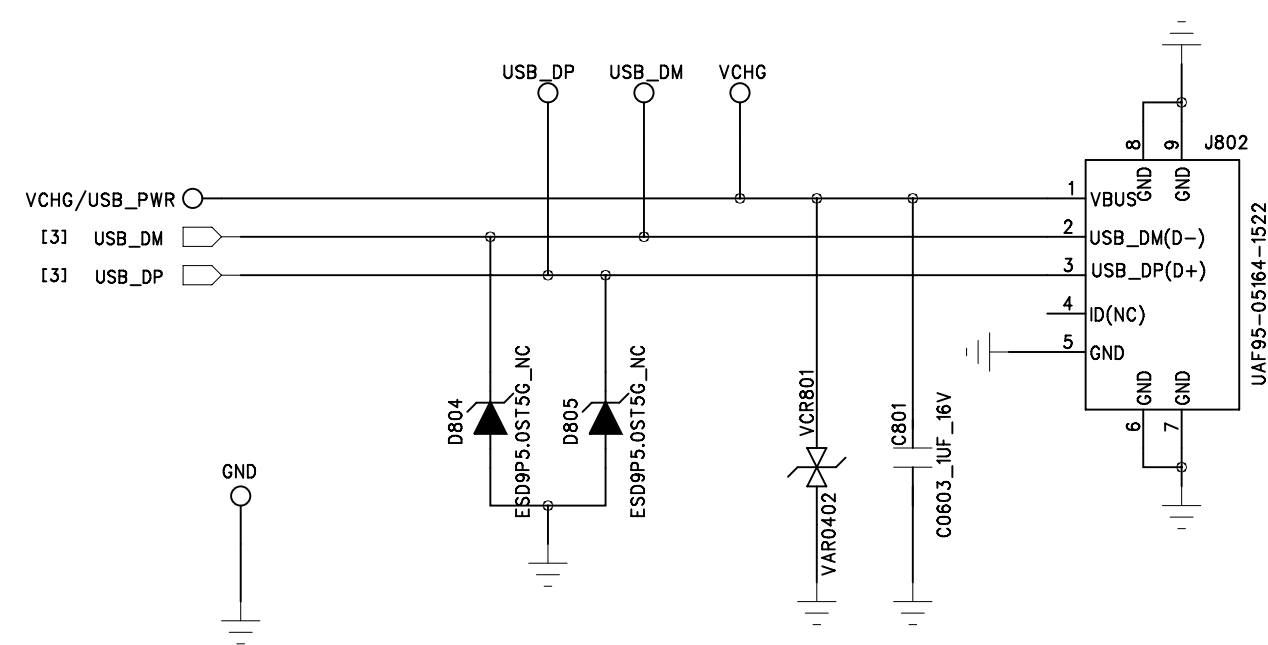 USB_DP USB_DM VCHG
8 9 J802
GND GND
VCHG/USB_PWR 1 VBUS
[3] USB_DM 2 USB_DM(D-)
[3] USB_DP 3 USB_DP(D+)
4 ID(NC)
5 GND
UAF95-05164-1522
GND GND
6 7
D804
ESD9P5.0ST5G_NC
D805
ESD9P5.0ST5G_NC
VCR801
VAR0402
C801
C0603_1UF_16V
GND